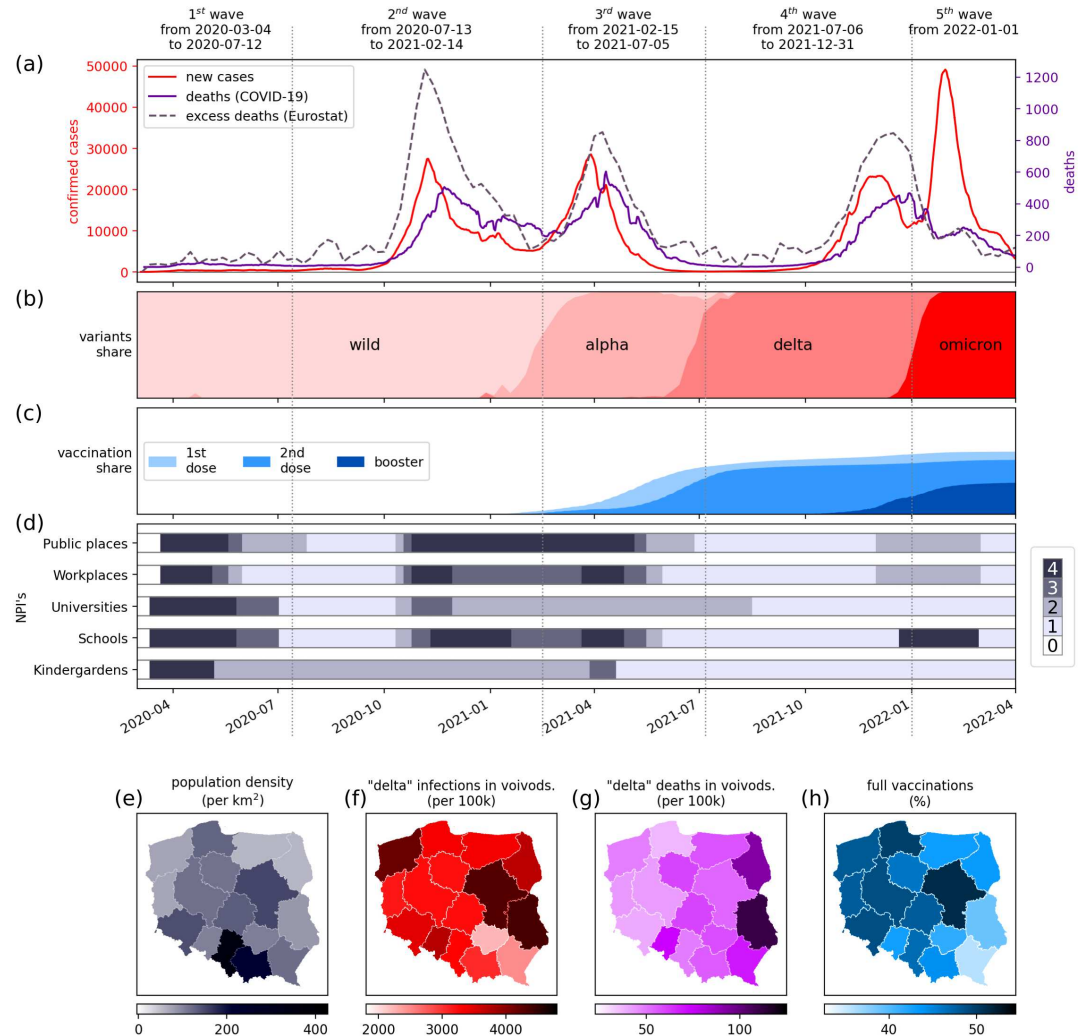 1st wave
from 2020-03-04
to 2020-07-12
2nd wave
from 2020-07-13
to 2021-02-14
3rd wave
from 2021-02-15
to 2021-07-05
4th wave
from 2021-07-06
to 2021-12-31
5th wave
from 2022-01-01
(a)
50000
40000
30000
20000
10000
0
confirmed cases
new cases
deaths (COVID-19)
excess deaths (Eurostat)
1200
1000
800
600
400
200
0
deaths
(b)
variants
share
wild
alpha
delta
omicron
(c)
vaccination
share
1st
dose
2nd
dose
booster
(d)
NPI's
Public places
Workplaces
Universities
Schools
Kindergardens
4
3
2
1
0
2020-04
2020-07
2020-10
2021-01
2021-04
2021-07
2021-10
2022-01
2022-04
(e)
population density
(per km²)
0 200 400
(f)
"delta" infections in voivods.
(per 100k)
2000 3000 4000
(g)
"delta" deaths in voivods.
(per 100k)
50 100
(h)
full vaccinations
(%)
40 50